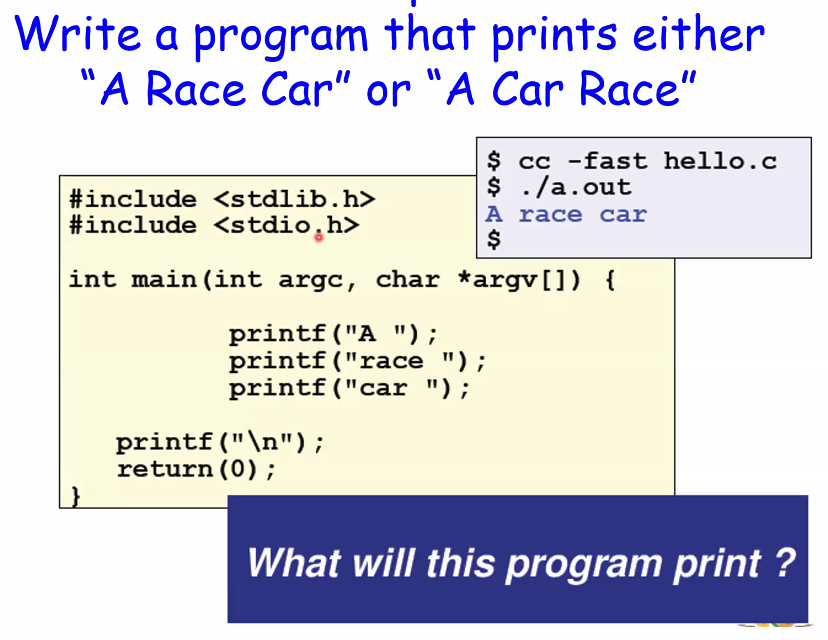 Write a program that prints either
“A Race Car” or “A Car Race”
$ cc -fast hello.c
$ ./a.out
A race car
$
#include <stdlib.h>
#include <stdio.h>
int main(int argc, char *argv[]) {
printf("A ");
printf("race ");
printf("car ");
printf("\n");
return(0);
}
What will this program print ?